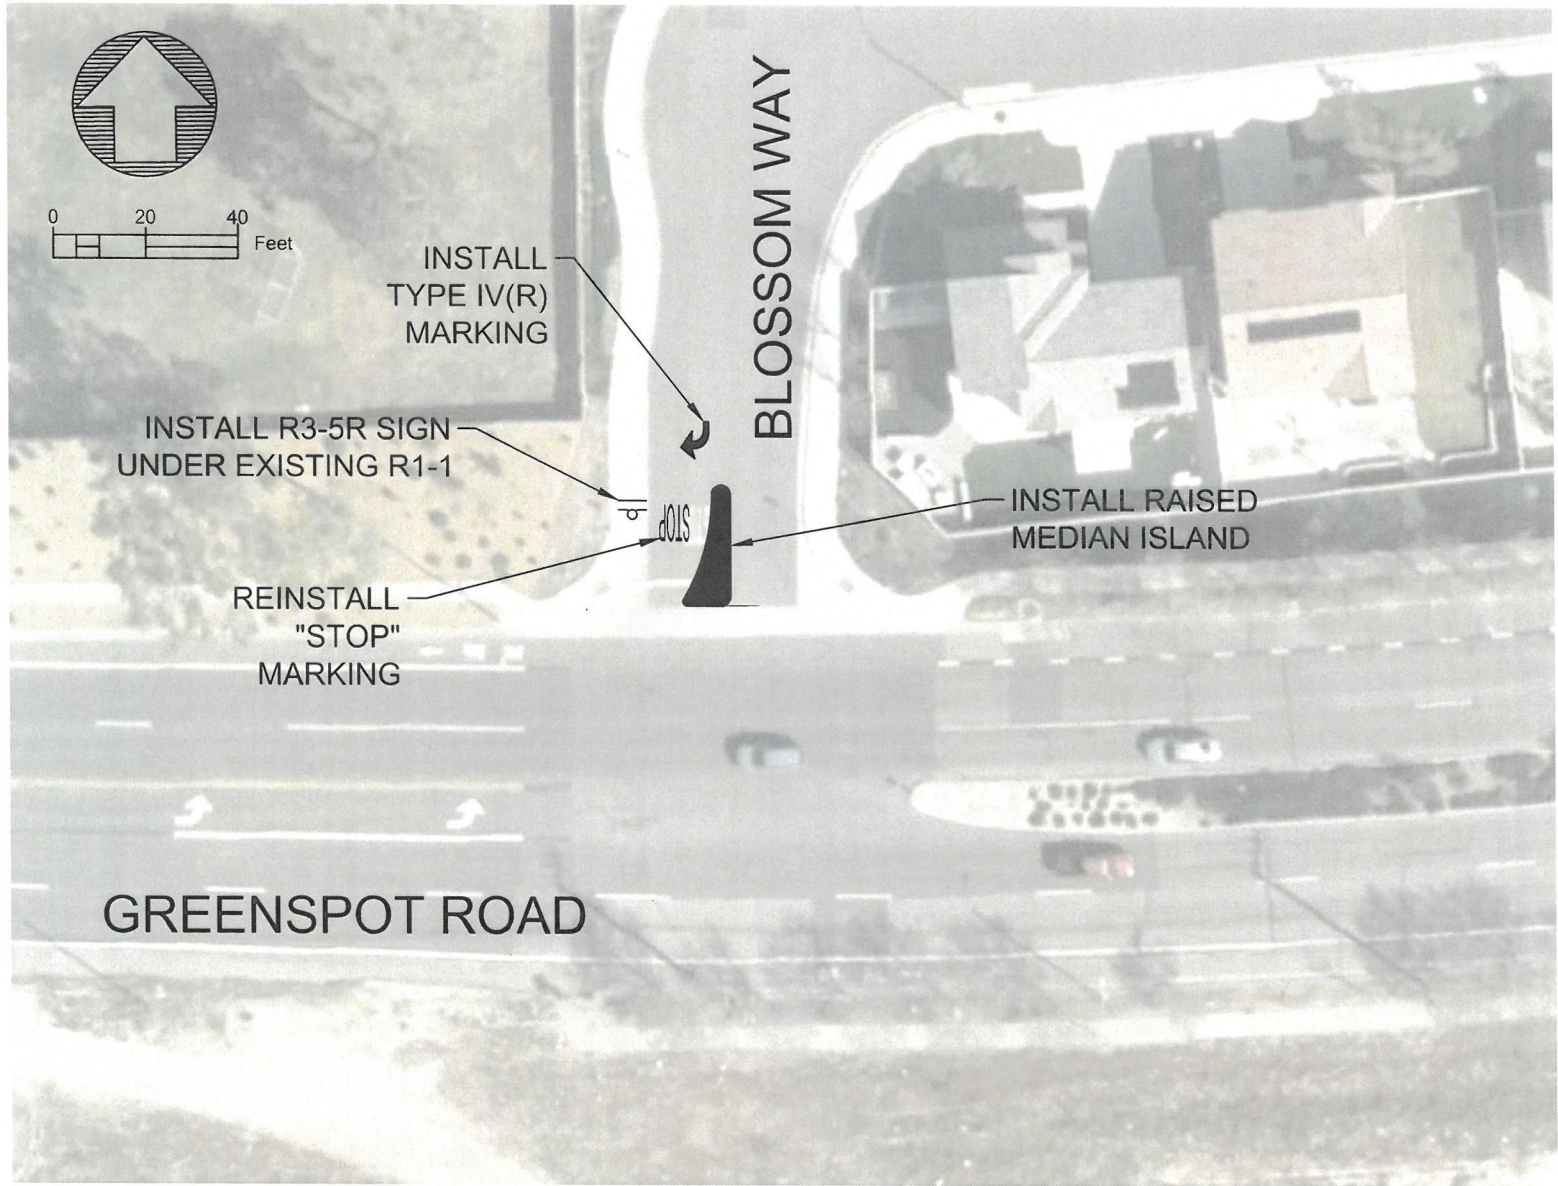 0 20 40
Feet
BLOSSOM WAY
INSTALL
TYPE IV(R)
MARKING
INSTALL R3-5R SIGN
UNDER EXISTING R1-1
STOP
INSTALL RAISED
MEDIAN ISLAND
REINSTALL
"STOP"
MARKING
GREENSPOT ROAD